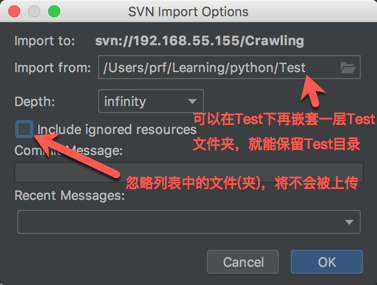 SVN Import Options
Import to: svn://192.168.55.155/Crawling
Import from: /Users/prf/Learning/python/Test
Depth: infinity
可以在Test下再嵌套一层Test
文件夹，就能保留Test目录
Include ignored resources
Commit Message:
忽略列表中的文件(夹)，将不会被上传
Recent Messages:
Cancel
OK